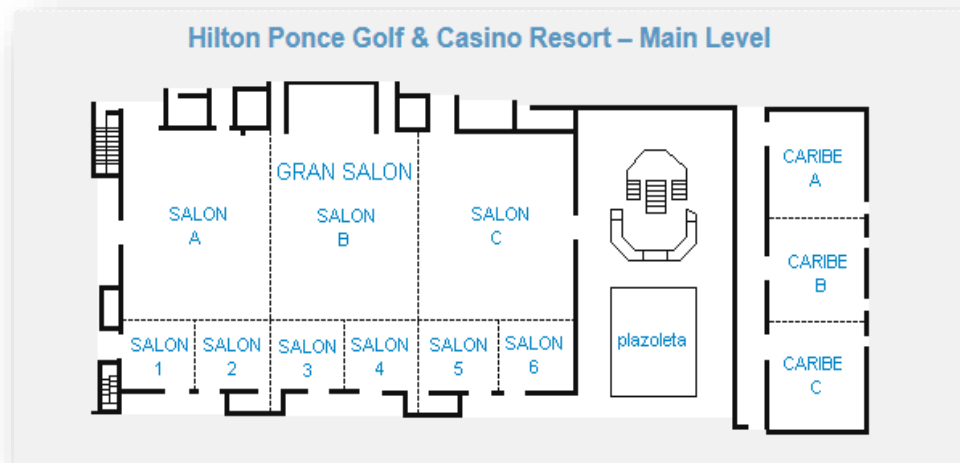 Hilton Ponce Golf & Casino Resort – Main Level
GRAN SALON
SALON
A
SALON
B
SALON
C
SALON
1
SALON
2
SALON
3
SALON
4
SALON
5
SALON
6
plazoleta
CARIBE
A
CARIBE
B
CARIBE
C